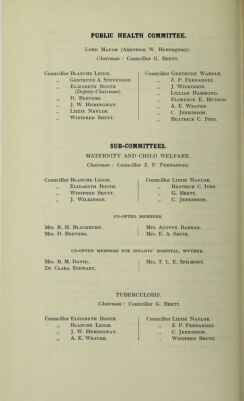 PUBLIC HEALTH COMMITTEE.
LORD MAYOR (Alderman W. Hemingway).
Chairman : Councillor G. BRETT.
Councillor BLANCHE LEIGH.
„ GERTRUDE A. STEVENSON
„ ELIZABETH BOOTH
(Deputy-Chairman).
„ D. BEEVERS.
„ J. W. HEMINGWAY.
„ LIZZIE NAYLOR.
„ WINIFRED SHUTT.
Councillor GERTRUDE WARDLE.
„ Z. P. FERNANDEZ.
„ J. WILKINSON.
„ LILLIAN HAMMOND.
„ FLORENCE E.
„ A. E. WEAVER.
„ C. JENKINSON.
„ BEATRICE C. IVES.
SUB-COMMITTEES.
MATERNITY AND CHILD WELFARE.
Chairman : Councillor Z. P. FERNANDEZ.
Councillor BLANCHE LEIGH.
„ ELIZABETH BOOTH.
„ WINIFRED SHUTT.
„ J. WILKINSON.
Councillor LIZZIE NAYLOR.
„ BEATRICE C. IVES.
„ G. BRETT.
„ C. JENKINSON.
CO-OPTED MEMBERS.
Mrs. B. H. BLACKBURN.
Mrs. D. BEEVERS.
Mrs. AUSTYN BARRAN.
Mrs. E. A. SMITH.
CO-OPTED MEMBERS FOR INFANTS' HOSPITAL, WYTHER.
Mrs. B. M. DAVID.
Dr. CLARA STEWART.
Mrs. T. L. E.
TUBERCULOSIS.
Chairman : Councillor G. BRETT.
Councillor ELIZABETH BOOTH.
„ BLANCHE LEIGH.
„ J. W. HEMINGWAY.
„ A. E. WEAVER.
Councillor LIZZIE NAYLOR.
„ Z. P. FERNANDEZ.
„ C. JENKINSON.
„ WINIFRED SHUTT.